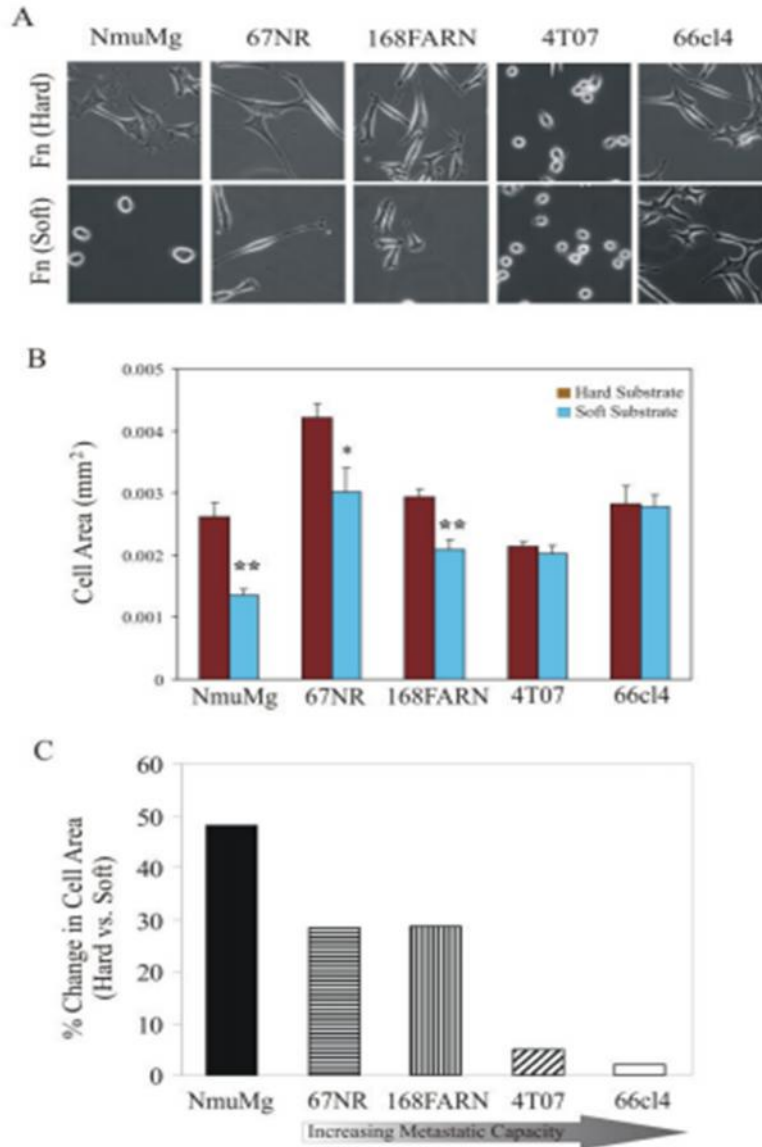 A
NmuMg 67NR 168FARN 4T07 66cl4
Fn (Hard)
Fn (Soft)
B
Cell Area (mm²)
0.005
0.004
0.003
0.002
0.001
0
Hard Substrate
Soft Substrate
**
*
**
NmuMg 67NR 168FARN 4T07 66cl4
C
% Change in Cell Area
(Hard vs. Soft)
60
50
40
30
20
10
0
NmuMg 67NR 168FARN 4T07 66cl4
Increasing Metastatic Capacity